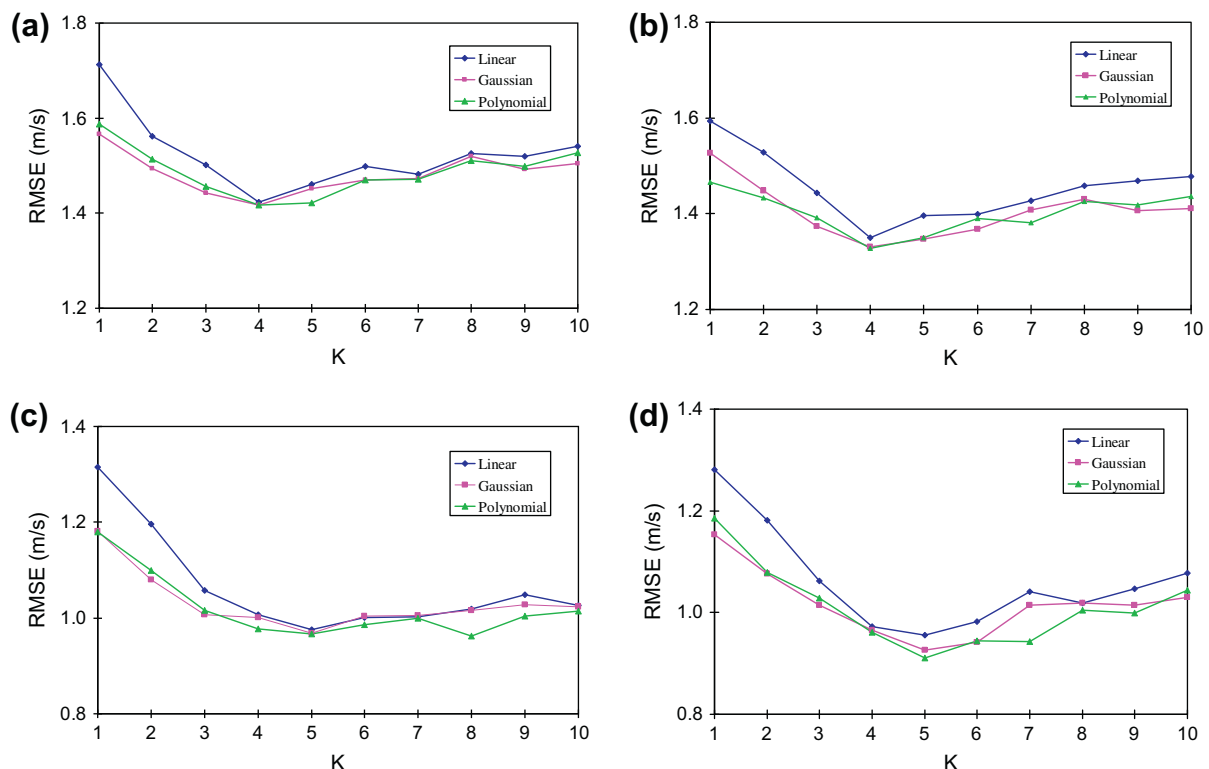 (a)
1.8
1.6
1.4
1.2
RMSE (m/s)
Linear
Gaussian
Polynomial
1 2 3 4 5 6 7 8 9 10
K
(b)
1.8
1.6
1.4
1.2
RMSE (m/s)
Linear
Gaussian
Polynomial
1 2 3 4 5 6 7 8 9 10
K
(c)
1.4
1.2
1.0
0.8
RMSE (m/s)
Linear
Gaussian
Polynomial
1 2 3 4 5 6 7 8 9 10
K
(d)
1.4
1.2
1.0
0.8
RMSE (m/s)
Linear
Gaussian
Polynomial
1 2 3 4 5 6 7 8 9 10
K